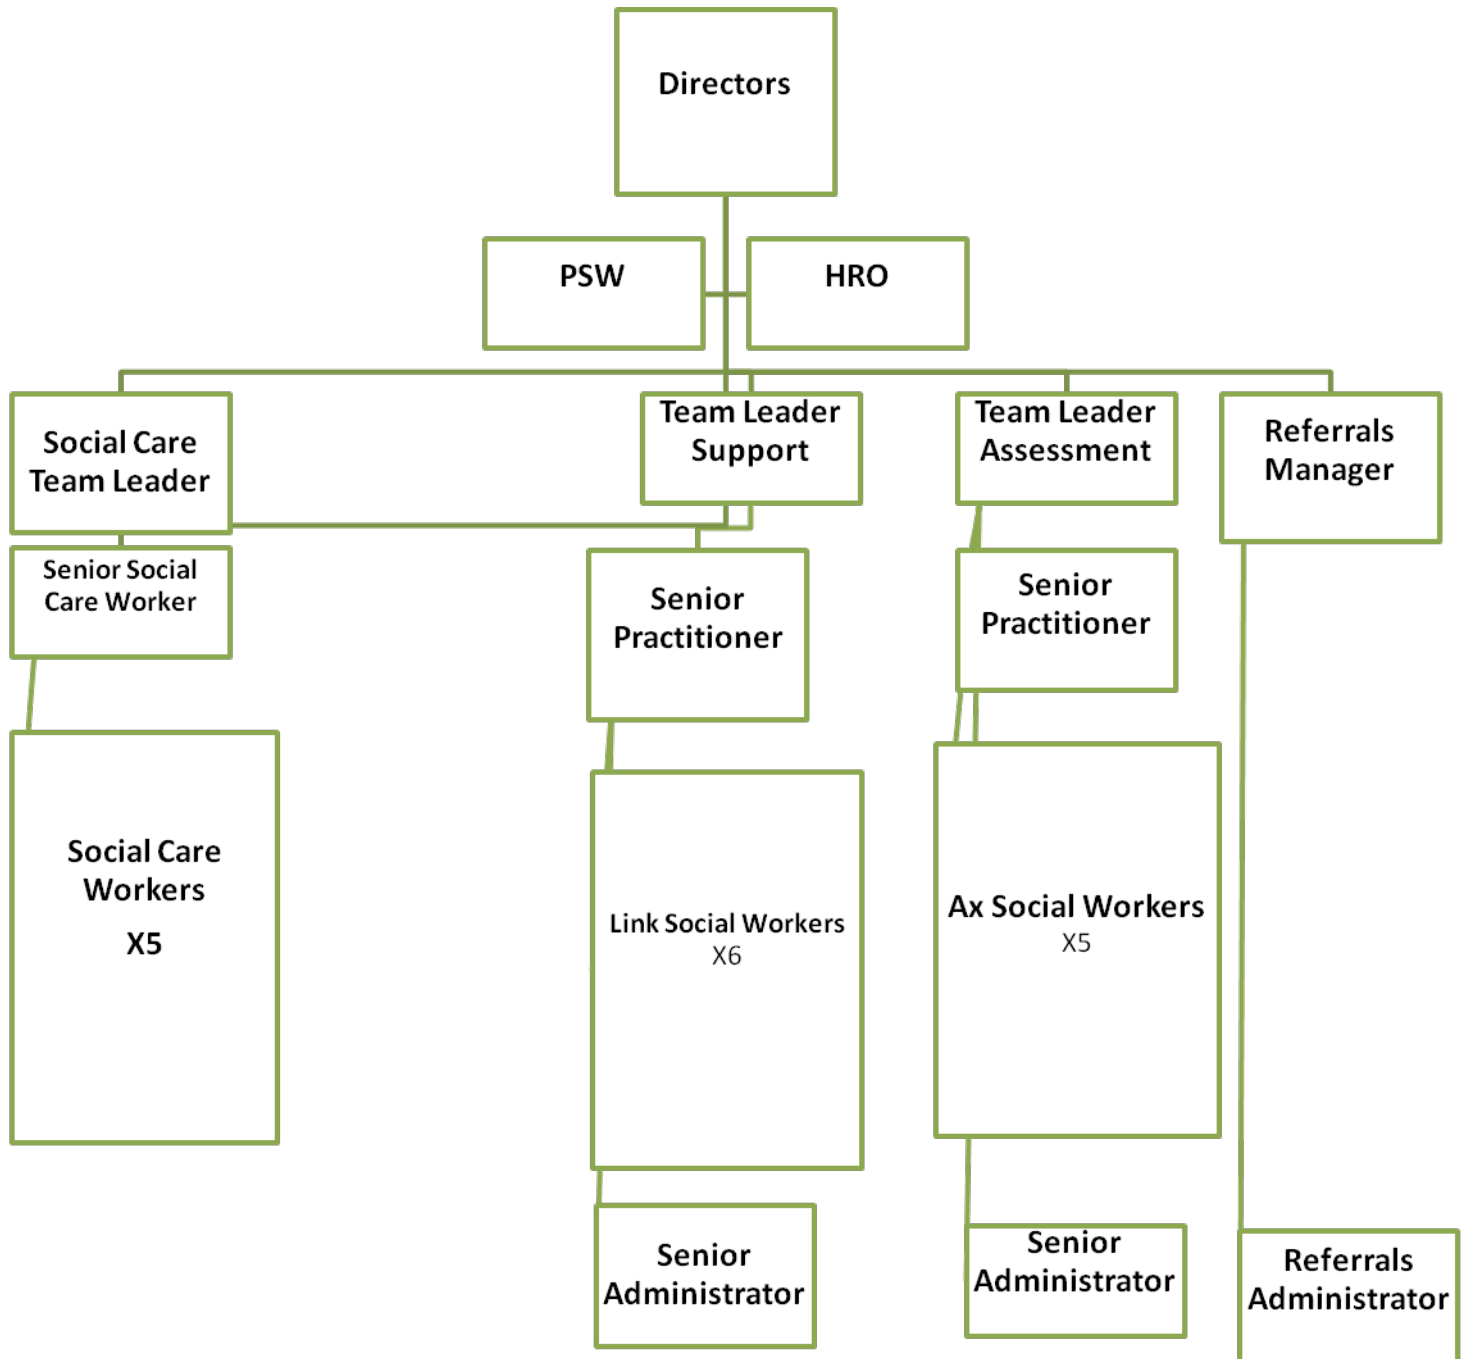 Directors
PSW
HRO
Social Care
Team Leader
Team Leader
Support
Team Leader
Assessment
Referrals
Manager
Senior Social
Care Worker
Senior
Practitioner
Senior
Practitioner
Social Care
Workers
X5
Link Social Workers
X6
Ax Social Workers
X5
Senior
Administrator
Senior
Administrator
Referrals
Administrator